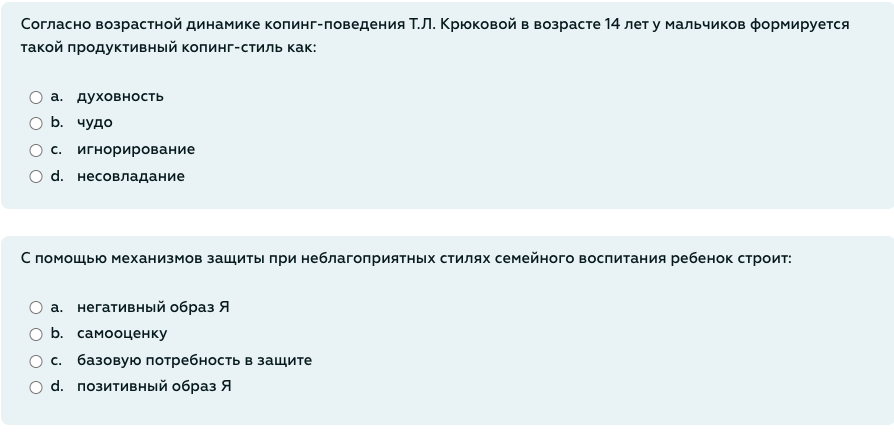 Согласно возрастной динамике копинг-поведения Т.Л. Крюковой в возрасте 14 лет у мальчиков формируется
такой продуктивный копинг-стиль как:
a. духовность
b. чудо
c. игнорирование
d. несовладание
С помощью механизмов защиты при неблагоприятных стилях семейного воспитания ребенок строит:
a. негативный образ Я
b. самооценку
c. базовую потребность в защите
d. позитивный образ Я